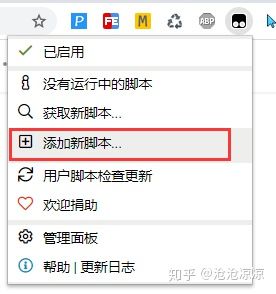 P FE M ABP
已启用
没有运行中的脚本
获取新脚本...
添加新脚本...
用户脚本检查更新
欢迎捐助
管理面板
帮助 | 更新日志
知乎 @沧沧凉凉